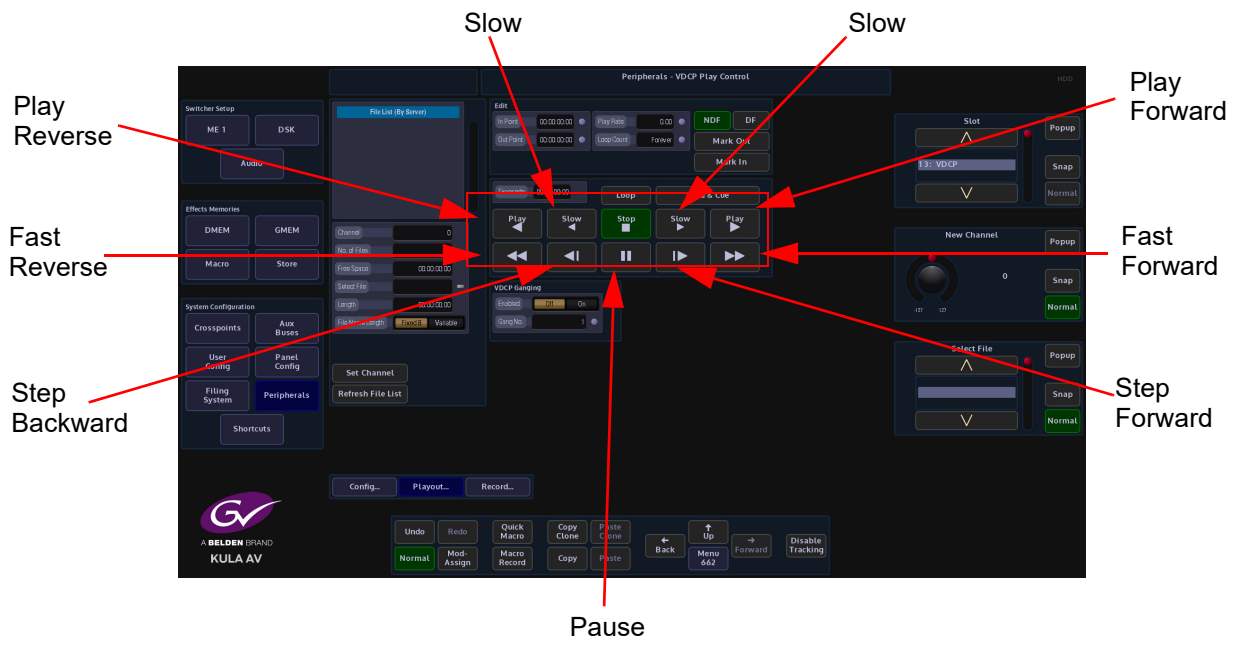 Slow
Slow
Play
Reverse
Play
Forward
Fast
Reverse
Fast
Forward
Step
Backward
Step
Forward
Pause
Peripherals - VDCP Play Control
HDD
Switcher Setup
ME 1
DSK
Audio
Effects Memories
DMEM
GMEM
Macro
Store
System Configuration
Crosspoints
Aux
Buses
User
Config
Panel
Config
Filing
System
Peripherals
Shortcuts
File List (By Server)
Channel
0
No. of Files
Free Space
00:00:00:00
Select File
Length
00:00:00:00
File Name Length
Fixed 8
Variable
Set Channel
Refresh File List
Edit
In Point
00:00:00:00
Play Rate
0.00
NDF
DF
Out Point
00:00:00:00
Loop Count
Forever
Mark Out
Mark In
Loop
& Cue
Play
Slow
Stop
Slow
Play
VDCP Ganging
Enabled
Off
On
Gang No.
1
Slot
Popup
13: VDCP
Snap
Normal
New Channel
Popup
0
Snap
-127
127
Normal
Select File
Popup
Snap
Normal
Config...
Playout...
Record...
GV
A BELDEN BRAND
KULA AV
Undo
Redo
Quick
Macro
Copy
Clone
Paste
Clone
Back
Up
Forward
Disable
Tracking
Normal
Mod-
Assign
Macro
Record
Copy
Paste
Menu
662